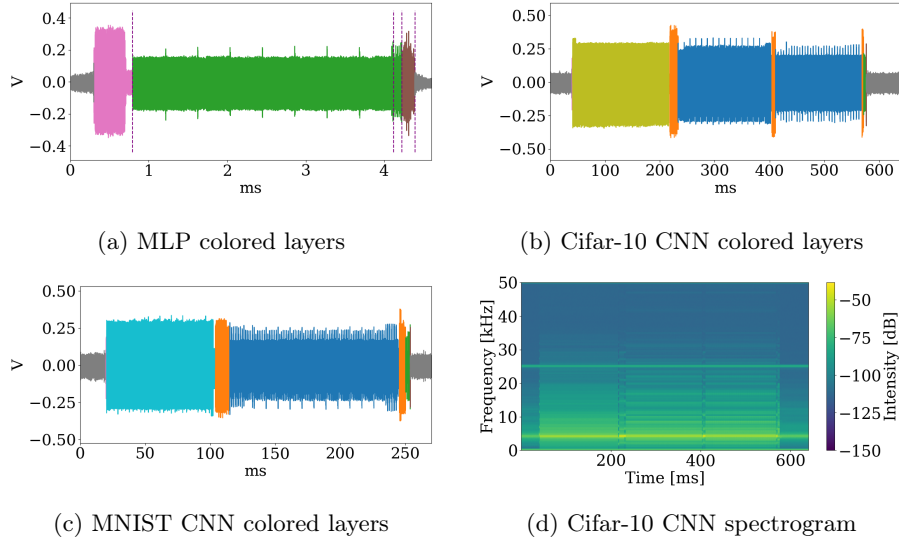 0.4
0.2
0.0
−0.2
−0.4
V
0 1 2 3 4
ms
(a) MLP colored layers
0.50
0.25
0.00
−0.25
−0.50
V
0 100 200 300 400 500 600
ms
(b) Cifar-10 CNN colored layers
0.50
0.25
0.00
−0.25
−0.50
V
0 50 100 150 200 250
ms
(c) MNIST CNN colored layers
50
40
30
20
10
0
Frequency [kHz]
200 400 600
Time [ms]
−50
−75
−100
−125
−150
Intensity [dB]
(d) Cifar-10 CNN spectrogram